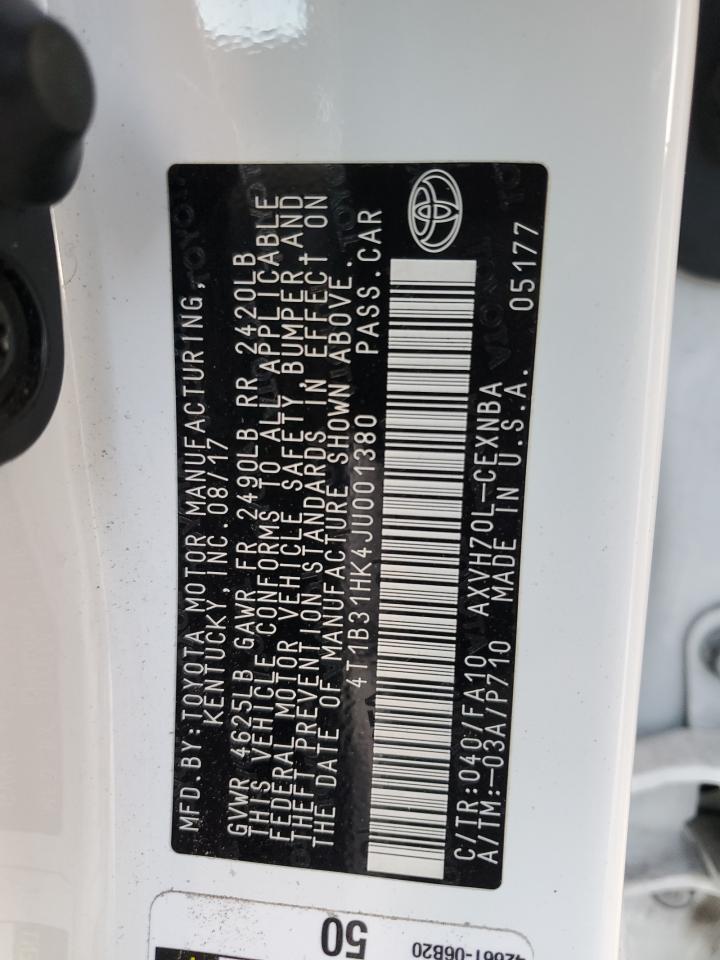 MFD.BY:TOYOTA MOTOR MANUFACTURING,
KENTUCKY, INC.08/17
GVWR 4625LB GAWR FR 2490LB RR 2420LB
THIS VEHICLE CONFORMS TO ALL APPLICABLE
FEDERAL MOTOR VEHICLE SAFETY,BUMPER,AND
THEFT PREVENTION STANDARDS IN EFFECT ON
THE DATE OF MANUFACTURE SHOWN ABOVE.
4T1B31HK4JU001380 PASS.CAR
C/TR:040/FA10 AXVH70L-CEXNBA
A/TM:-03A/P710 MADE IN U.S.A. 05177
50
42661-06B20